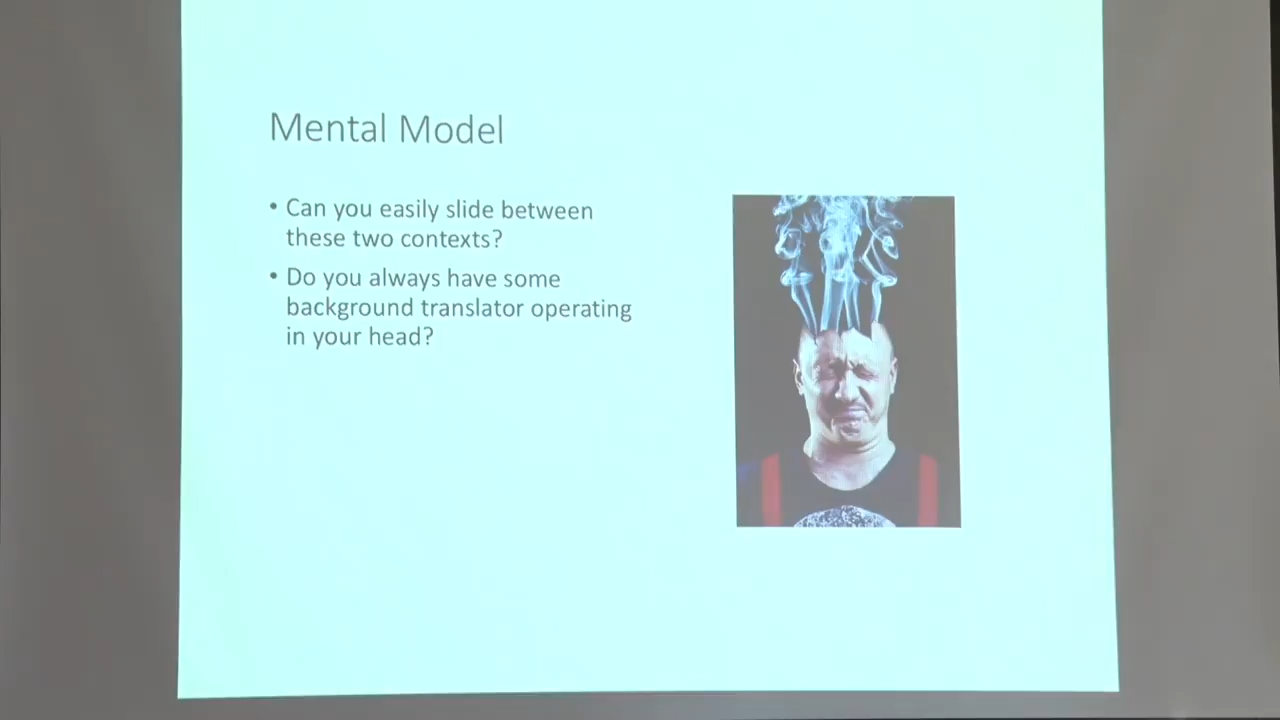 Mental Model
• Can you easily slide between
these two contexts?
• Do you always have some
background translator operating
in your head?